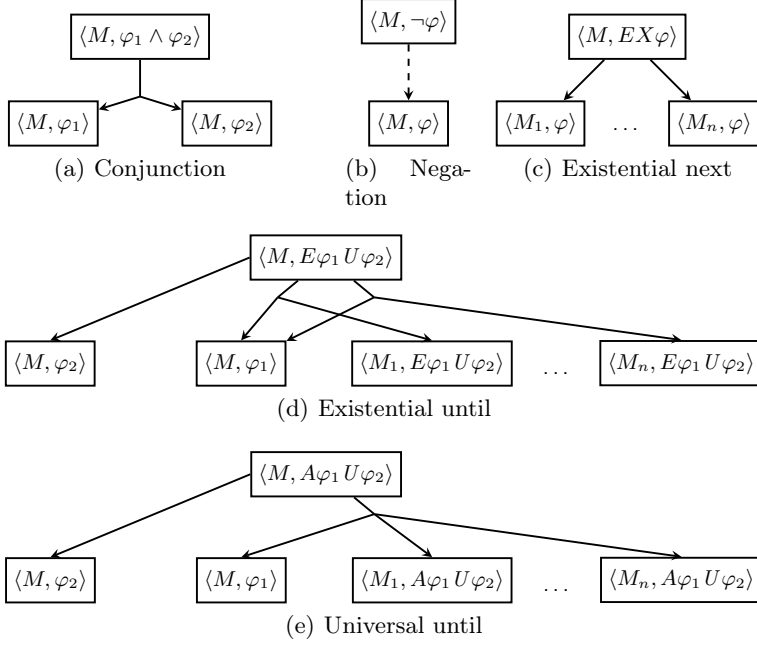 ⟨M, φ₁ ∧ φ₂⟩ ⟨M, ¬φ⟩ ⟨M, EXφ⟩
⟨M, φ₁⟩ ⟨M, φ₂⟩ ⟨M, φ⟩ ⟨M₁, φ⟩ … ⟨Mₙ, φ⟩
(a) Conjunction (b) Nega- (c) Existential next
tion
⟨M, Eφ₁ U φ₂⟩
⟨M, φ₂⟩ ⟨M, φ₁⟩ ⟨M₁, Eφ₁ U φ₂⟩ … ⟨Mₙ, Eφ₁ U φ₂⟩
(d) Existential until
⟨M, Aφ₁ U φ₂⟩
⟨M, φ₂⟩ ⟨M, φ₁⟩ ⟨M₁, Aφ₁ U φ₂⟩ … ⟨Mₙ, Aφ₁ U φ₂⟩
(e) Universal until